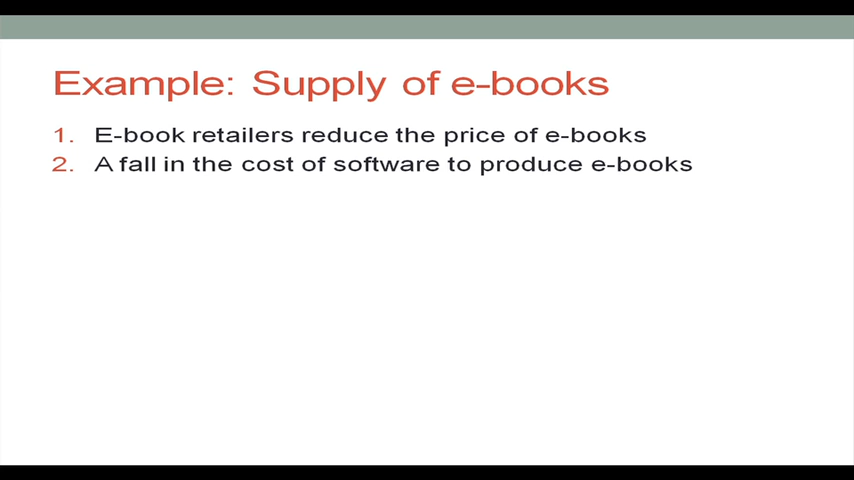 Example: Supply of e-books
1. E-book retailers reduce the price of e-books
2. A fall in the cost of software to produce e-books